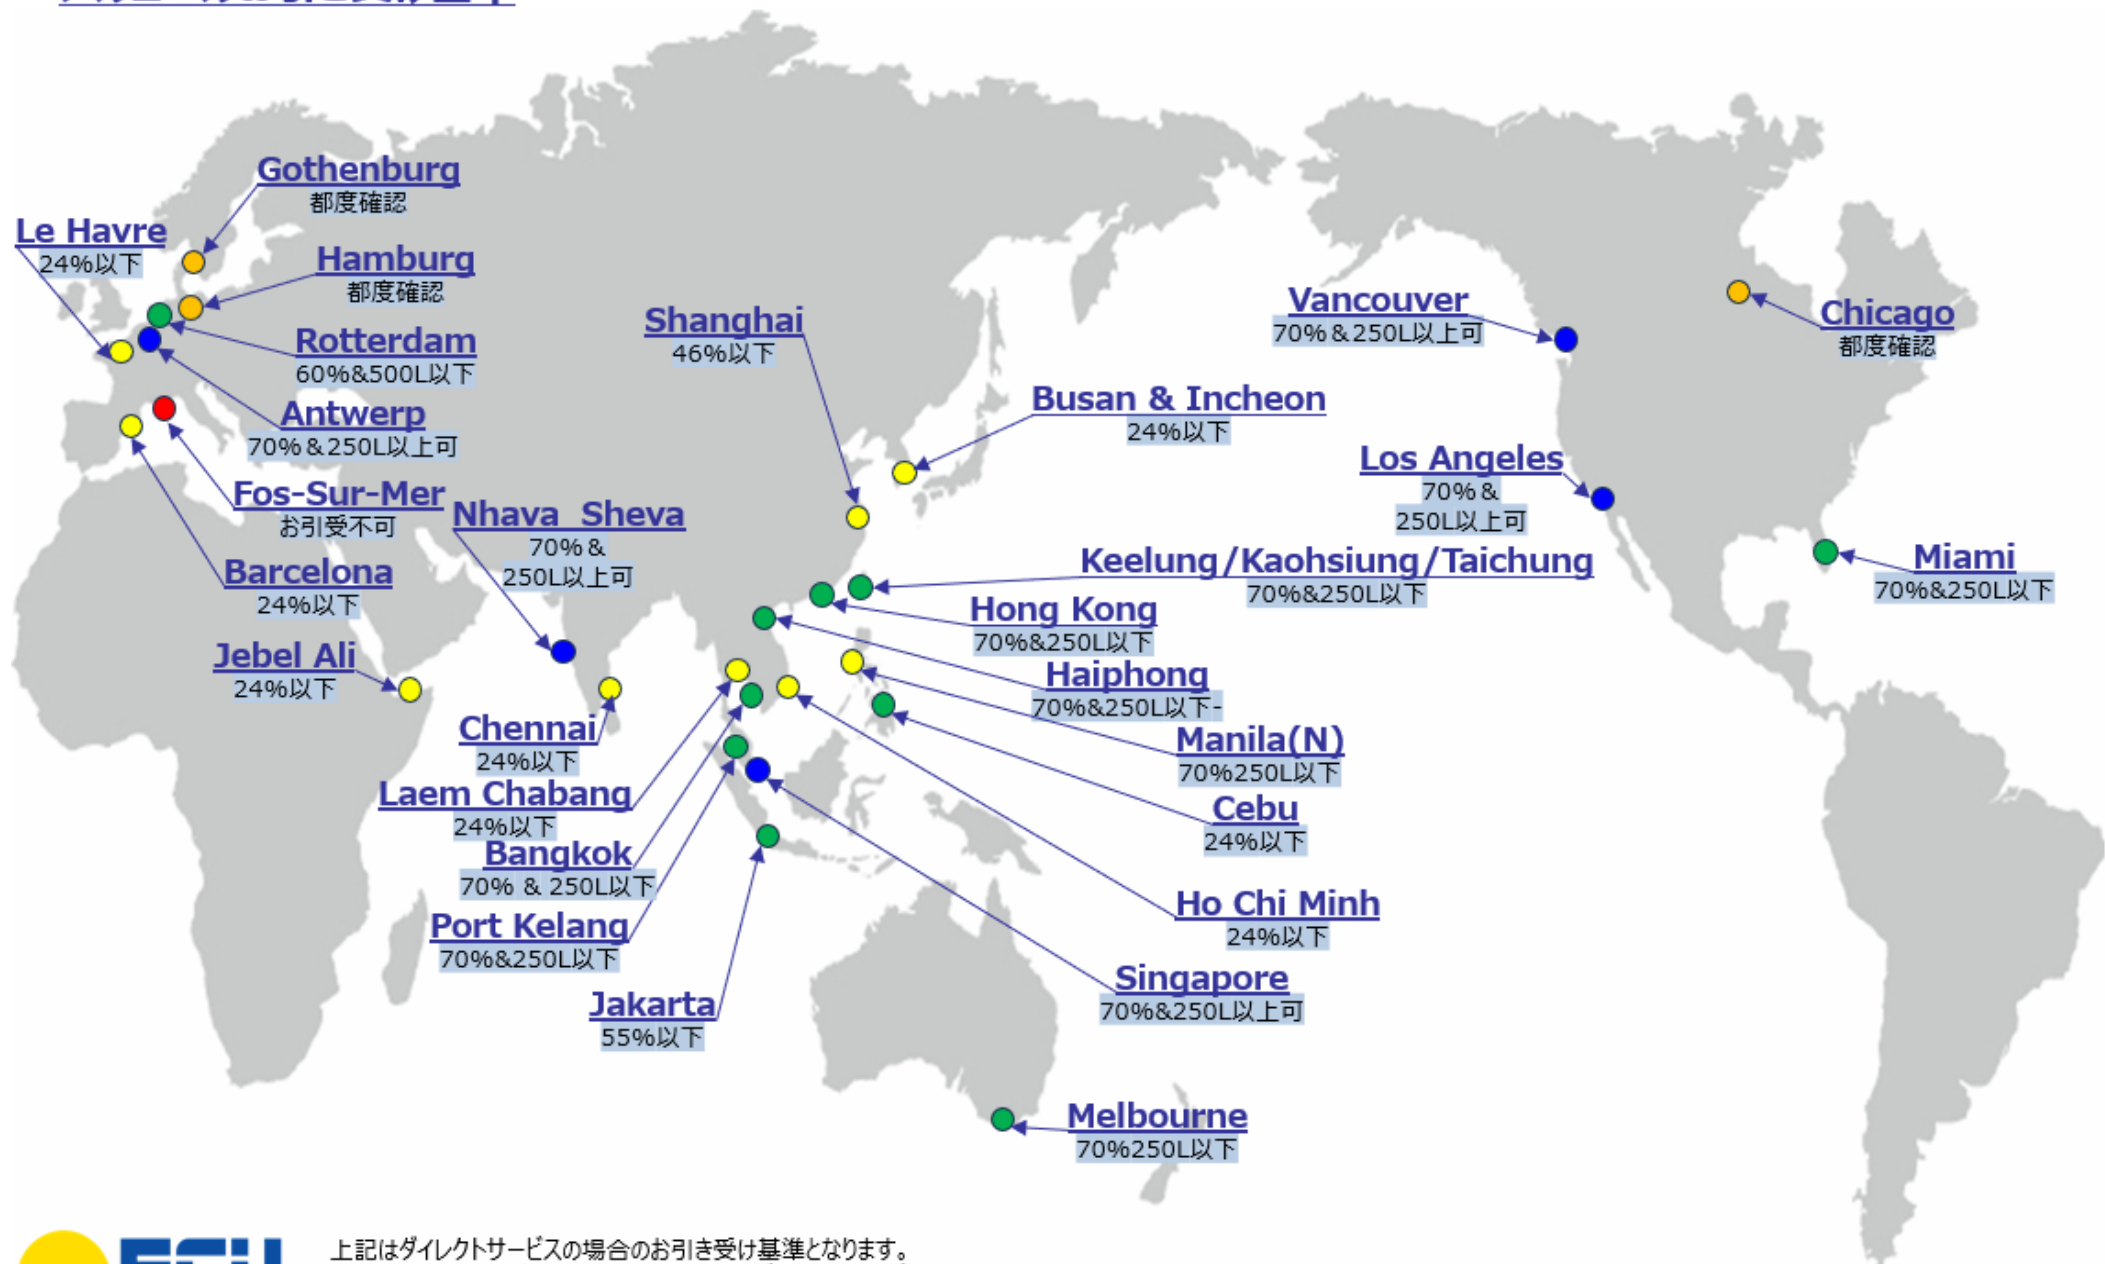 Gothenburg
都度確認
Le Havre
24%以下
Hamburg
都度確認
Rotterdam
60%&500L以下
Antwerp
70%&250L以上可
Fos-Sur-Mer
お引受不可
Barcelona
24%以下
Jebel Ali
24%以下
Nhava Sheva
70%&
250L以上可
Shanghai
46%以下
Busan & Incheon
24%以下
Vancouver
70%&250L以上可
Chicago
都度確認
Los Angeles
70%&
250L以上可
Miami
70%&250L以下
Keelung/Kaohsiung/Taichung
70%&250L以下
Hong Kong
70%&250L以下
Haiphong
70%&250L以下-
Manila(N)
70%250L以下
Cebu
24%以下
Chennai
24%以下
Laem Chabang
24%以下
Bangkok
70% & 250L以下
Port Kelang
70%&250L以下
Jakarta
55%以下
Ho Chi Minh
24%以下
Singapore
70%&250L以上可
Melbourne
70%250L以下
上記はダイレクトサービスの場合のお引き受け基準となります。